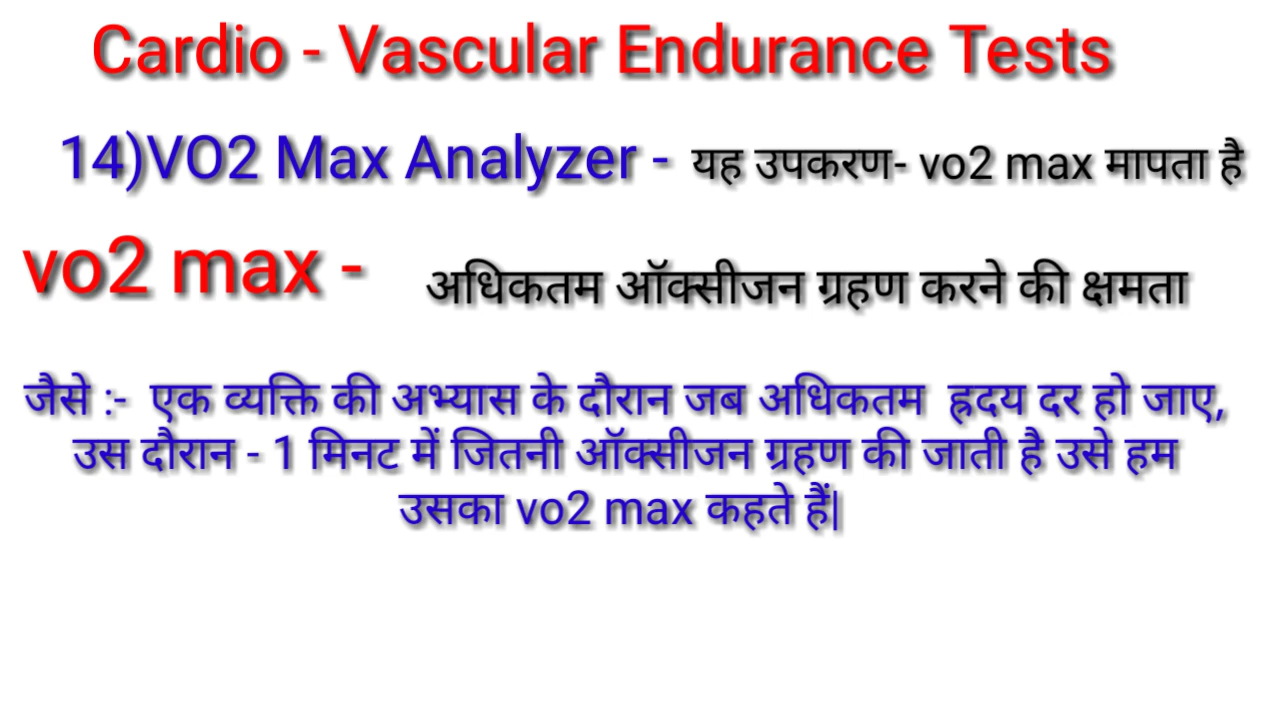 Cardio - Vascular Endurance Tests
14)VO2 Max Analyzer - यह उपकरण- vo2 max मापता है
vo2 max - अधिकतम ऑक्सीजन ग्रहण करने की क्षमता
जैसे :- एक व्यक्ति की अभ्यास के दौरान जब अधिकतम ह्रदय दर हो जाए,
उस दौरान - 1 मिनट में जितनी ऑक्सीजन ग्रहण की जाती है उसे हम
उसका vo2 max कहते हैं|